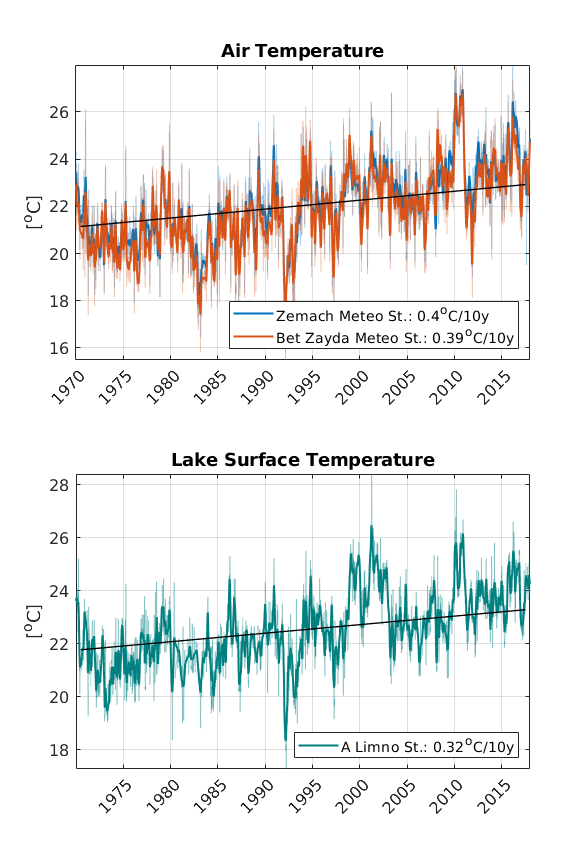 Air Temperature
[°C]
26
24
22
20
18
16
Zemach Meteo St.: 0.4°C/10y
Bet Zayda Meteo St.: 0.39°C/10y
1970 1975 1980 1985 1990 1995 2000 2005 2010 2015
Lake Surface Temperature
[°C]
28
26
24
22
20
18
A Limno St.: 0.32°C/10y
1975 1980 1985 1990 1995 2000 2005 2010 2015